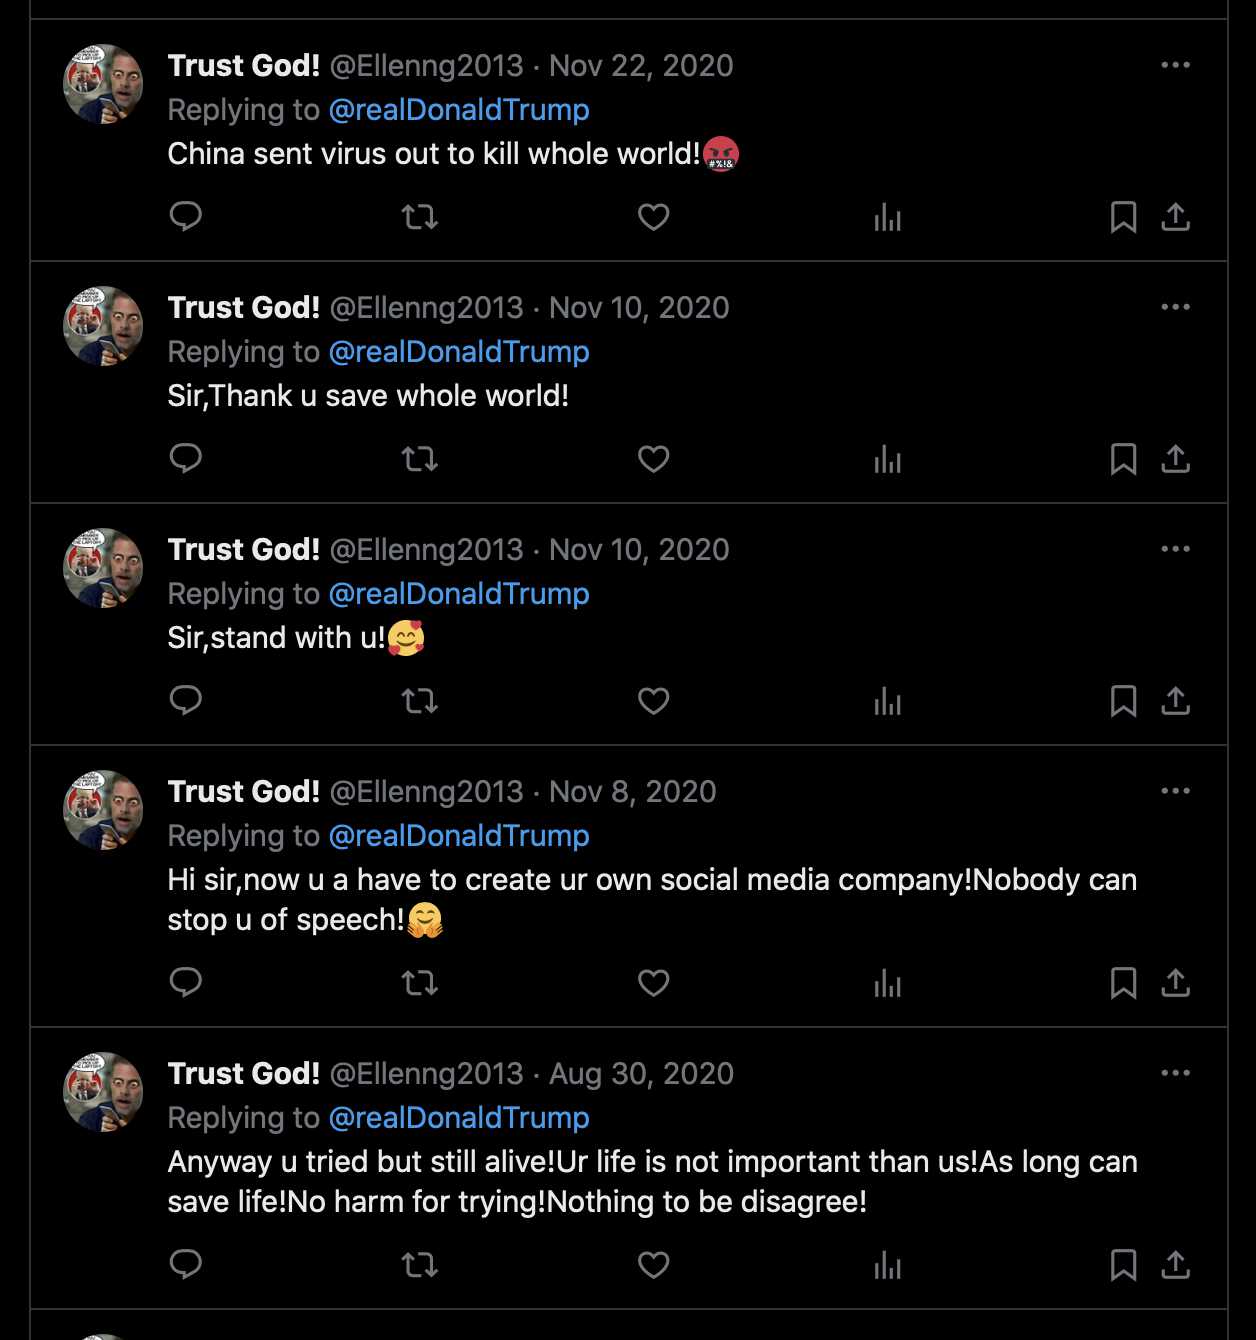 Trust God! @Ellenng2013 · Nov 22, 2020
Replying to @realDonaldTrump
China sent virus out to kill whole world!🤬
Trust God! @Ellenng2013 · Nov 10, 2020
Replying to @realDonaldTrump
Sir,Thank u save whole world!
Trust God! @Ellenng2013 · Nov 10, 2020
Replying to @realDonaldTrump
Sir,stand with u!🥰
Trust God! @Ellenng2013 · Nov 8, 2020
Replying to @realDonaldTrump
Hi sir,now u a have to create ur own social media company!Nobody can
stop u of speech!🤗
Trust God! @Ellenng2013 · Aug 30, 2020
Replying to @realDonaldTrump
Anyway u tried but still alive!Ur life is not important than us!As long can
save life!No harm for trying!Nothing to be disagree!